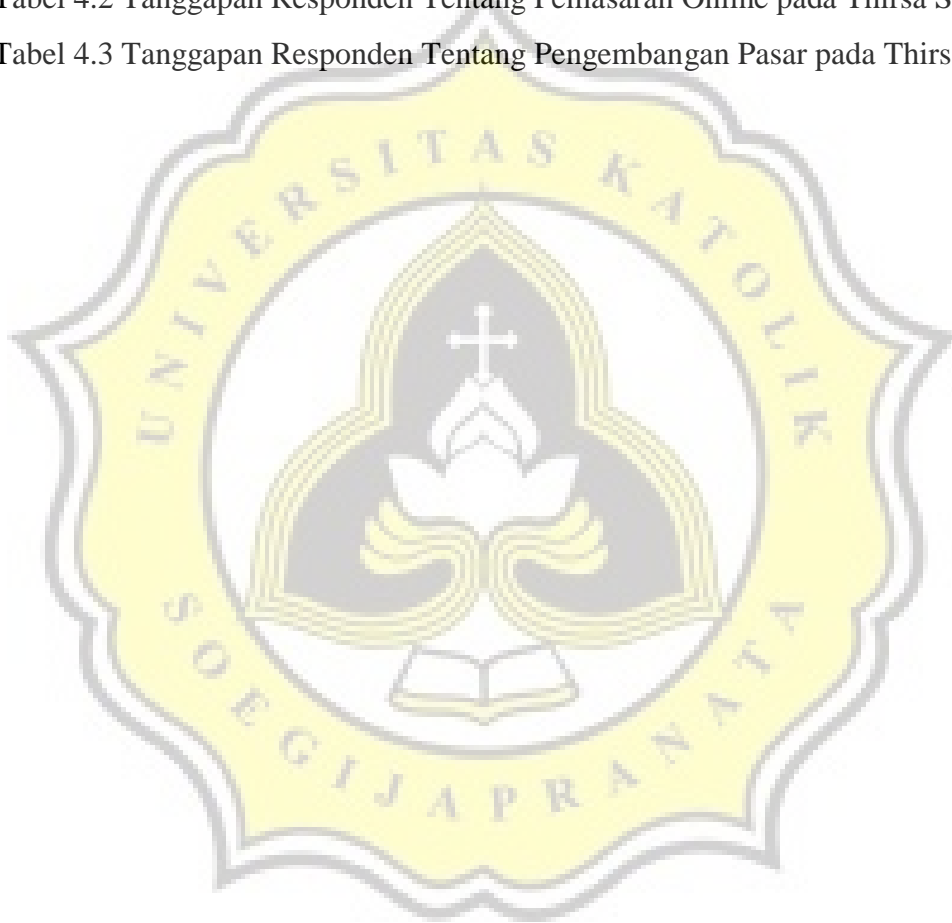 Tabel 4.2 Tanggapan Responden Tentang Pemasaran Online pada Thirsa S
Tabel 4.3 Tanggapan Responden Tentang Pengembangan Pasar pada Thirs
UNIVERSITAS KATOLIK
SOEGIJAPRANATA